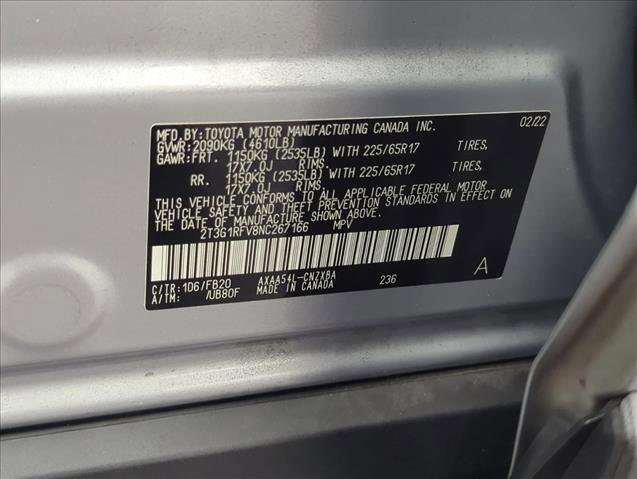 MFD.BY:TOYOTA MOTOR MANUFACTURING CANADA INC. 02/22
GVWR:2090KG (4610LB)
GAWR:FRT. 1150KG (2535LB) WITH 225/65R17 TIRES,
17X7.0J RIMS.
RR. 1150KG (2535LB) WITH 225/65R17 TIRES,
17X7.0J RIMS.
THIS VEHICLE CONFORMS TO ALL APPLICABLE FEDERAL MOTOR
VEHICLE SAFETY AND THEFT PREVENTION STANDARDS IN EFFECT ON
THE DATE OF MANUFACTURE SHOWN ABOVE.
2T3G1RFV8NC267166 MPV
C/TR:1D6/FB20 AXAA54L-CNZXBA 236 A
A/TM: /UB80F MADE IN CANADA